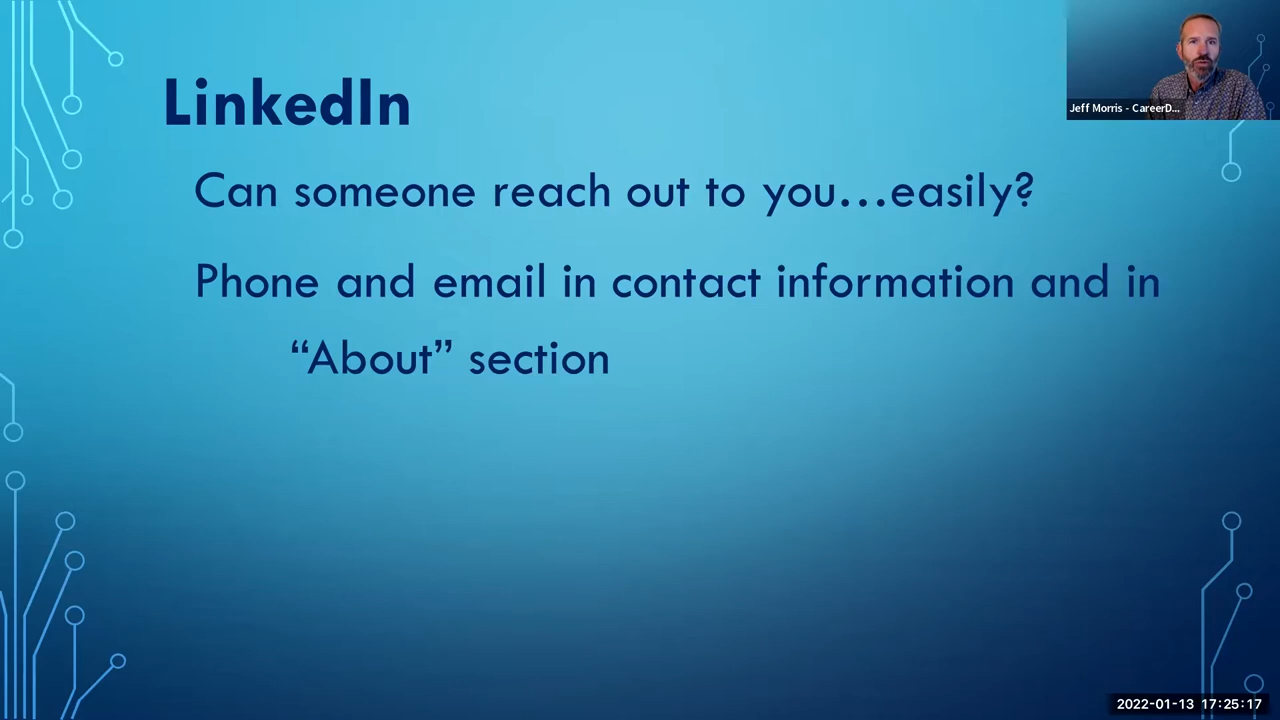 LinkedIn
Can someone reach out to you…easily?
Phone and email in contact information and in
“About” section
Jeff Morris - CareerD...
2022-01-13 17:25:17